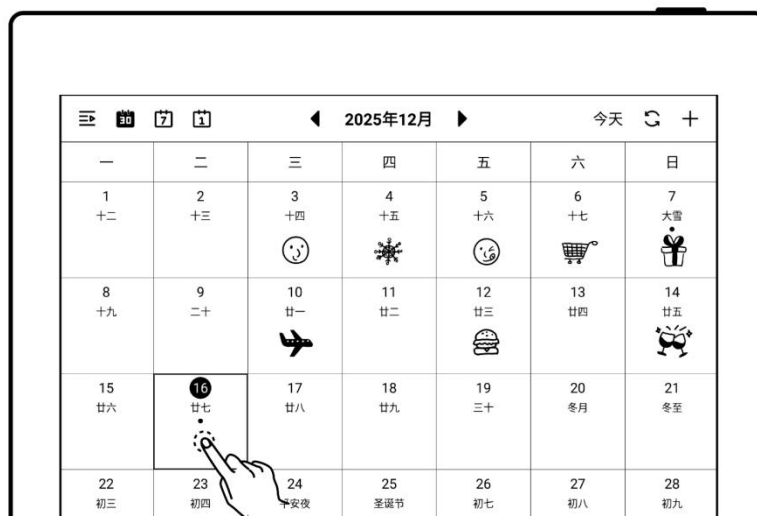 30 7 1 2025年12月 今天
一 二 三 四 五 六 日
1 2 3 4 5 6 7
十二 十三 十四 十五 十六 十七 大雪
8 9 10 11 12 13 14
十九 二十 廿一 廿二 廿三 廿四 廿五
15 16 17 18 19 20 21
廿六 廿七 廿八 廿九 三十 冬月 冬至
22 23 24 25 26 27 28
初三 初四 安夜 圣诞节 初七 初八 初九